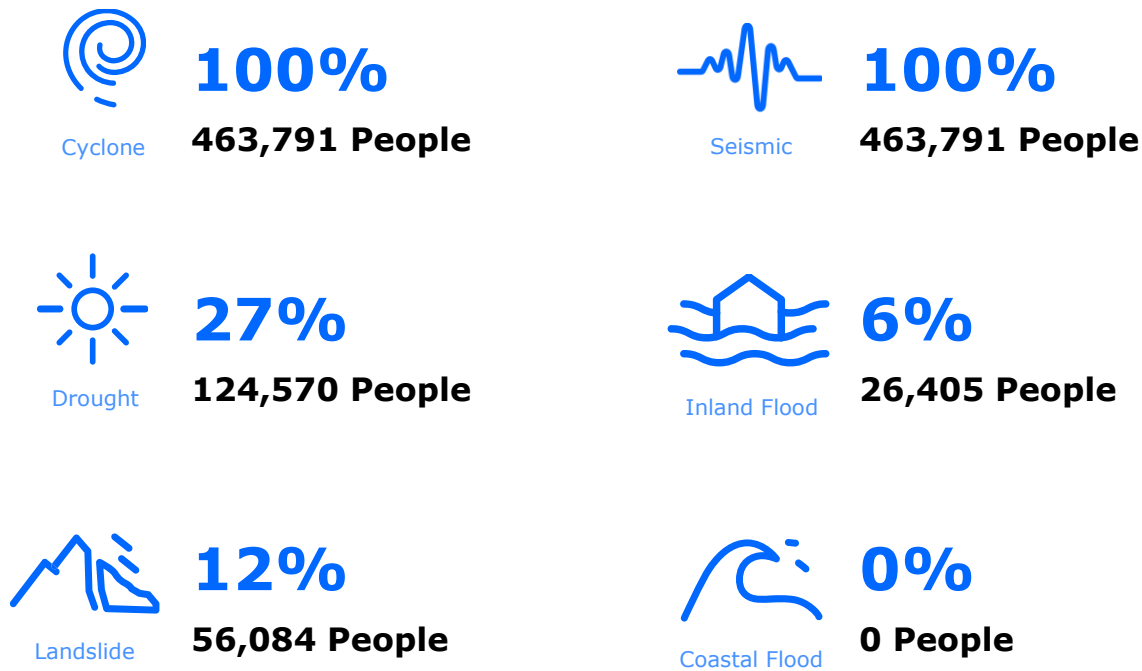 100%
463,791 People
Cyclone
100%
463,791 People
Seismic
27%
124,570 People
Drought
6%
26,405 People
Inland Flood
12%
56,084 People
Landslide
0%
0 People
Coastal Flood